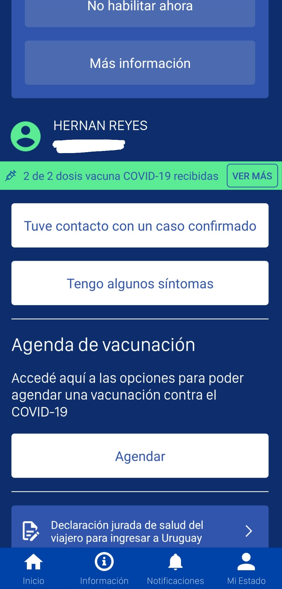 No habilitar ahora
Más información
HERNAN REYES
2 de 2 dosis vacuna COVID-19 recibidas
VER MÁS
Tuve contacto con un caso confirmado
Tengo algunos síntomas
Agenda de vacunación
Accedé aquí a las opciones para poder
agendar una vacunación contra el
COVID-19
Agendar
Declaración jurada de salud del
viajero para ingresar a Uruguay
Inicio
Información
Notificaciones
Mi Estado